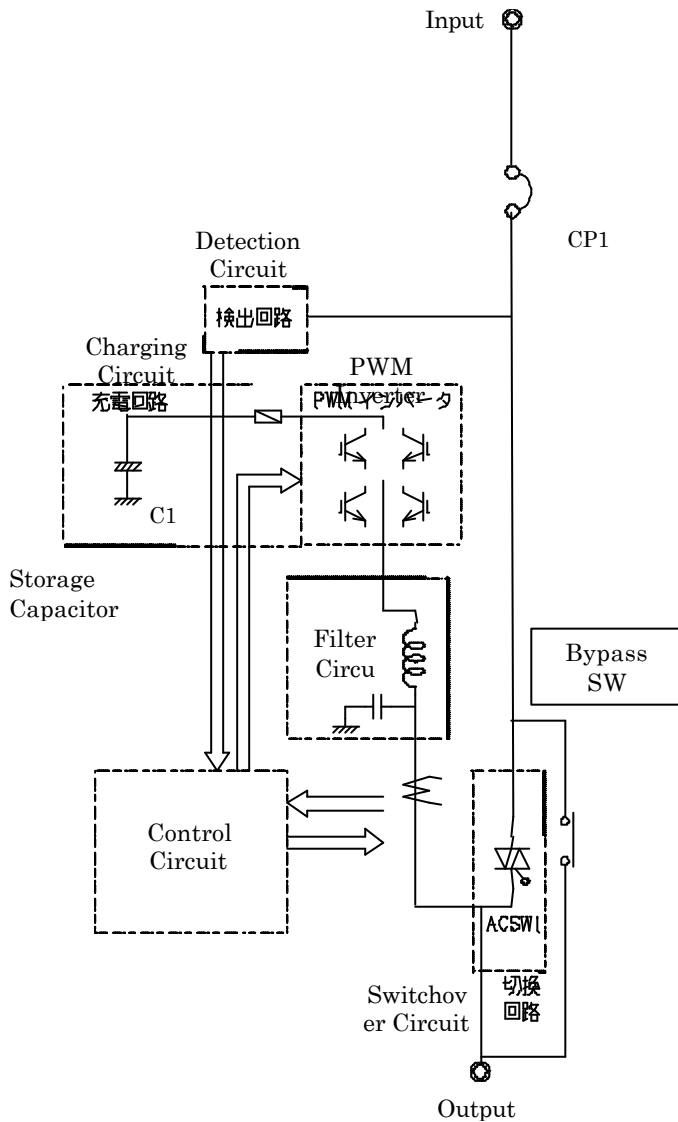 Input
CP1
Detection
Circuit
検出回路
Charging
Circuit
充電回路
PWM
Inverter
PWMインバータ
C1
Storage
Capacitor
Filter
Circu
Bypass
SW
Control
Circuit
ACSW1
切換
回路
Switchov
er Circuit
Output